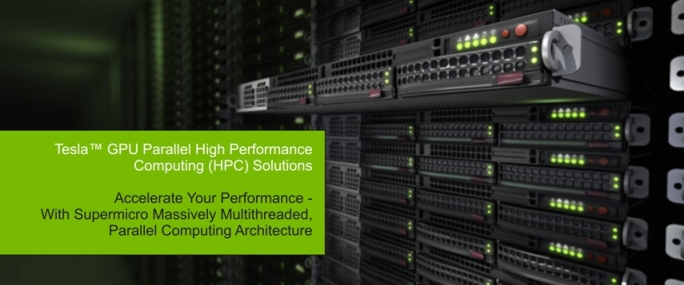 Tesla™ GPU Parallel High Performance
Computing (HPC) Solutions
Accelerate Your Performance -
With Supermicro Massively Multithreaded,
Parallel Computing Architecture